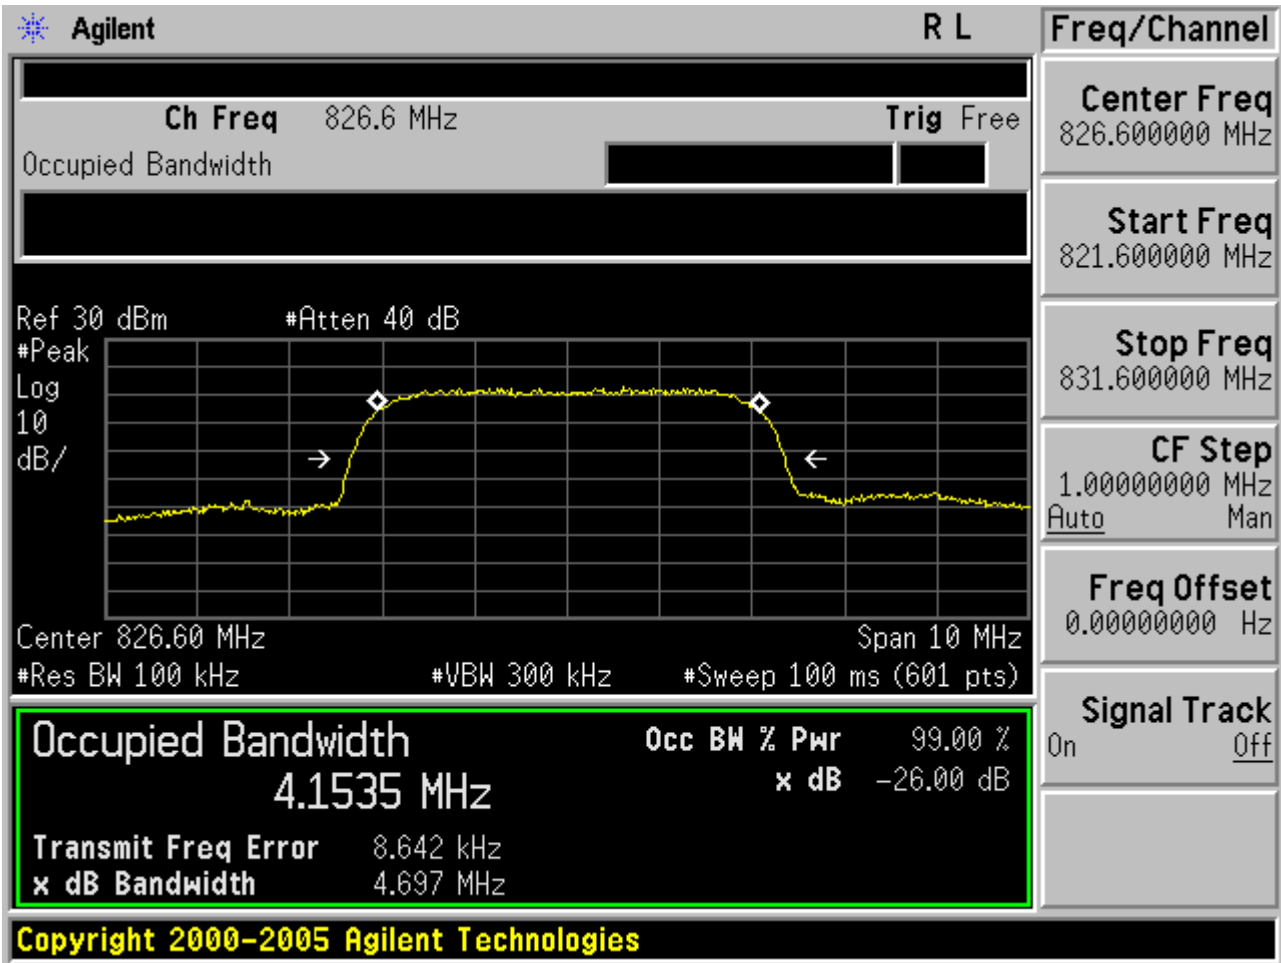 Agilent R L
Ch Freq 826.6 MHz Trig Free
Occupied Bandwidth
Ref 30 dBm #Atten 40 dB
#Peak
Log
10
dB/
Center 826.60 MHz Span 10 MHz
#Res BW 100 kHz #VBW 300 kHz #Sweep 100 ms (601 pts)
Occupied Bandwidth Occ BW % Pwr 99.00 %
4.1535 MHz x dB -26.00 dB
Transmit Freq Error 8.642 kHz
x dB Bandwidth 4.697 MHz
Copyright 2000-2005 Agilent Technologies
Freq/Channel
Center Freq
826.600000 MHz
Start Freq
821.600000 MHz
Stop Freq
831.600000 MHz
CF Step
1.00000000 MHz
Auto Man
Freq Offset
0.00000000 Hz
Signal Track
On Off